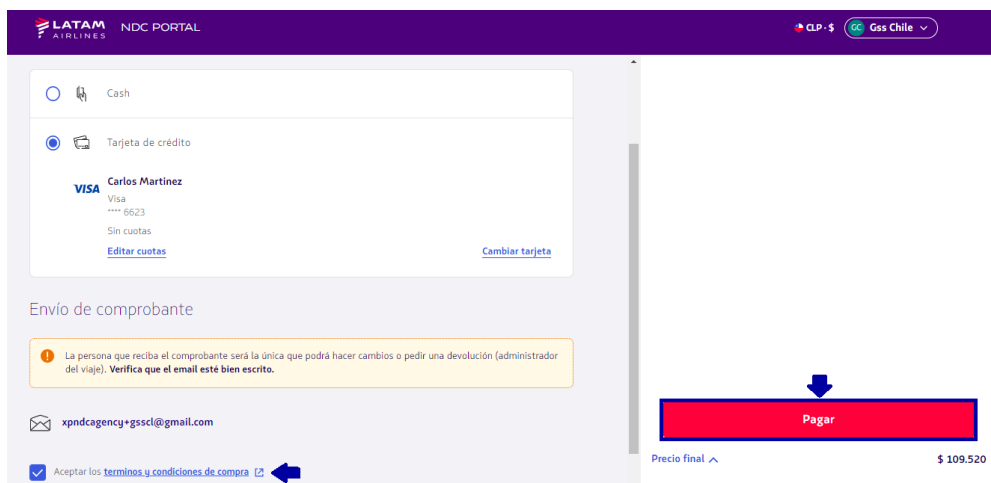 LATAM
AIRLINES
NDC PORTAL
CLP · $
GC
Gss Chile
Cash
Tarjeta de crédito
VISA
Carlos Martinez
Visa
**** 6623
Sin cuotas
Editar cuotas
Cambiar tarjeta
Envío de comprobante
La persona que reciba el comprobante será la única que podrá hacer cambios o pedir una devolución (administrador
del viaje). Verifica que el email esté bien escrito.
xpndcagency+gsscl@gmail.com
Aceptar los terminos y condiciones de compra
Pagar
Precio final
$ 109.520